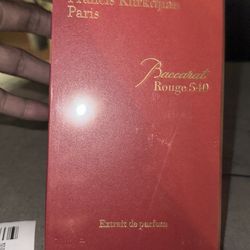 Francis Kurkdjian
Paris
Baccarat
Rouge 540
Extrait de parfum